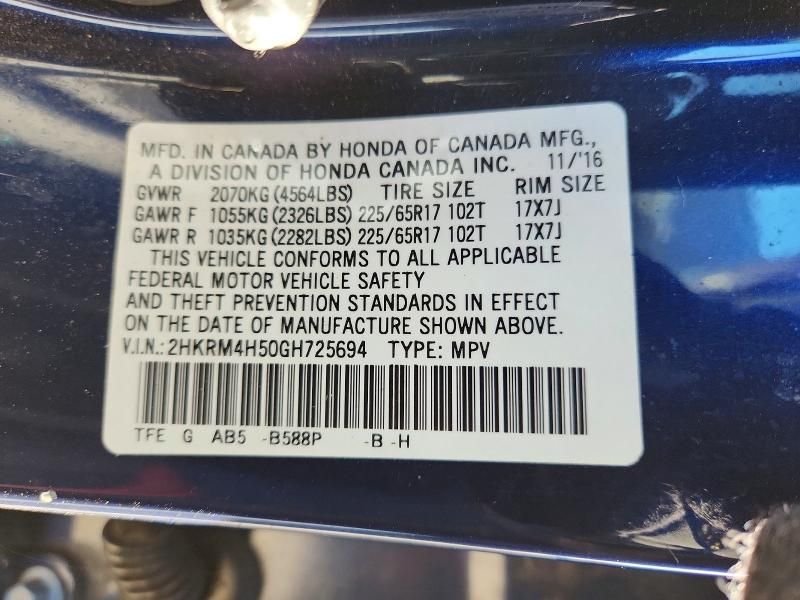 MFD. IN CANADA BY HONDA OF CANADA MFG.,
A DIVISION OF HONDA CANADA INC. 11/'16
GVWR 2070KG (4564LBS) TIRE SIZE RIM SIZE
GAWR F 1055KG (2326LBS) 225/65R17 102T 17X7J
GAWR R 1035KG (2282LBS) 225/65R17 102T 17X7J
THIS VEHICLE CONFORMS TO ALL APPLICABLE
FEDERAL MOTOR VEHICLE SAFETY
AND THEFT PREVENTION STANDARDS IN EFFECT
ON THE DATE OF MANUFACTURE SHOWN ABOVE.
V.I.N.: 2HKRM4H50GH725694 TYPE: MPV
TFE G AB5 -B588P -B -H